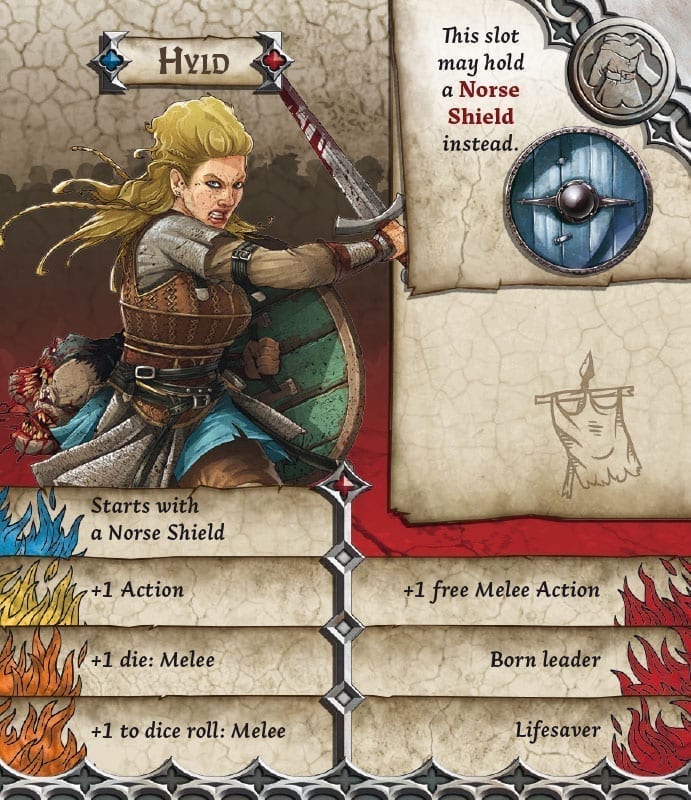 Hyld
This slot
may hold
a Norse
Shield
instead.
Starts with
a Norse Shield
+1 Action
+1 die: Melee
+1 to dice roll: Melee
+1 free Melee Action
Born leader
Lifesaver